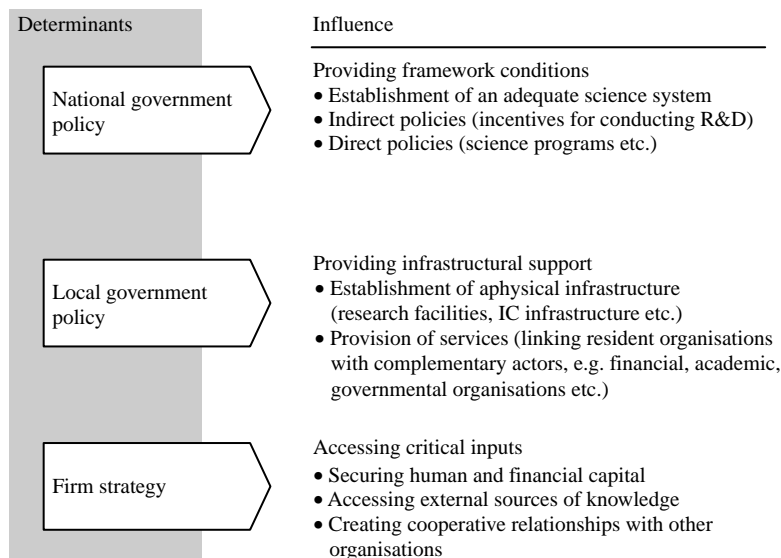 Determinants
Influence
National government
policy
Providing framework conditions
• Establishment of an adequate science system
• Indirect policies (incentives for conducting R&D)
• Direct policies (science programs etc.)
Local government
policy
Providing infrastructural support
• Establishment of aphysical infrastructure
(research facilities, IC infrastructure etc.)
• Provision of services (linking resident organisations
with complementary actors, e.g. financial, academic,
governmental organisations etc.)
Firm strategy
Accessing critical inputs
• Securing human and financial capital
• Accessing external sources of knowledge
• Creating cooperative relationships with other
organisations